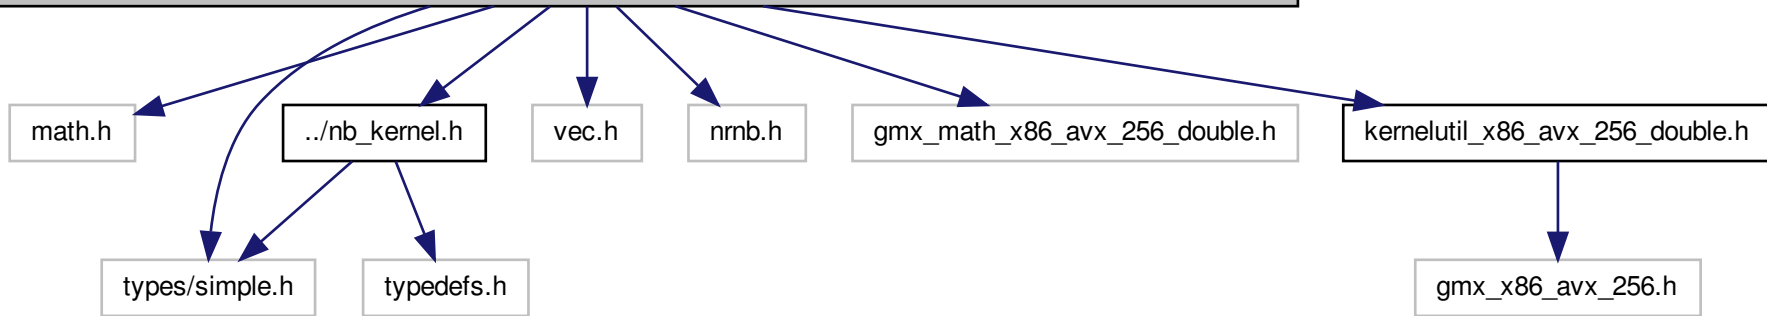 math.h
../nb_kernel.h
vec.h
nrnb.h
gmx_math_x86_avx_256_double.h
kernelutil_x86_avx_256_double.h
types/simple.h
typedefs.h
gmx_x86_avx_256.h